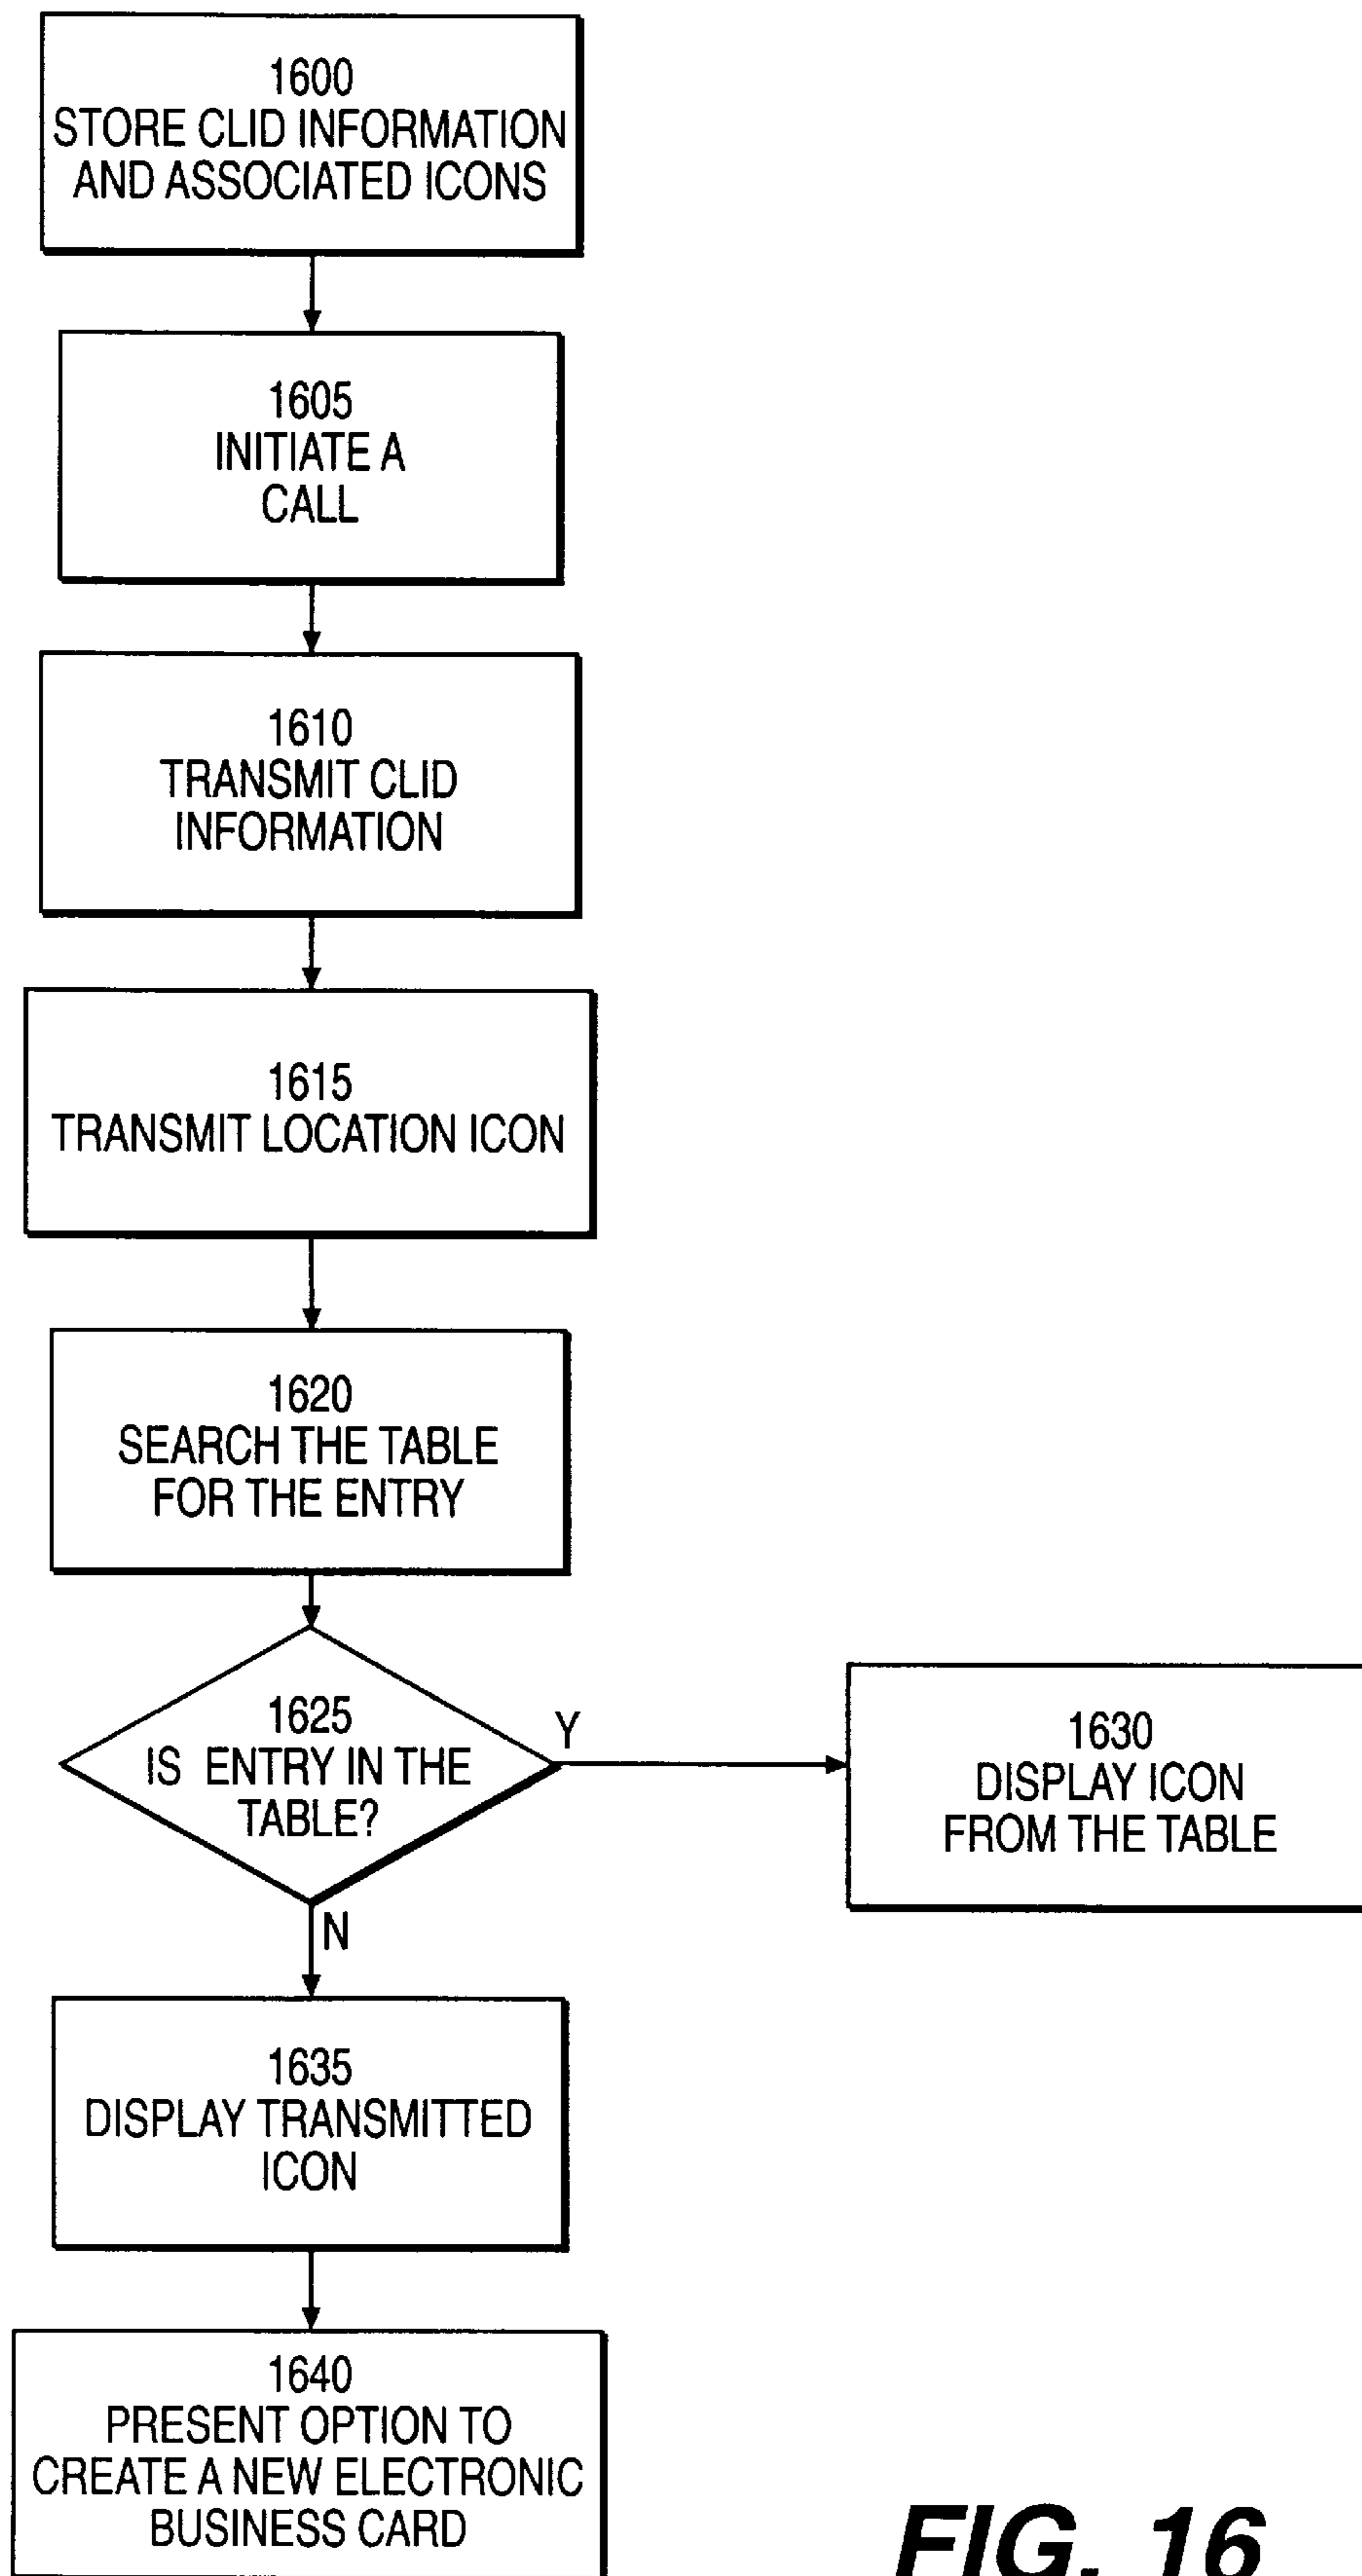 1600
STORE CLID INFORMATION
AND ASSOCIATED ICONS
1605
INITIATE A
CALL
1610
TRANSMIT CLID
INFORMATION
1615
TRANSMIT LOCATION ICON
1620
SEARCH THE TABLE
FOR THE ENTRY
1625
IS ENTRY IN THE
TABLE?
Y
1630
DISPLAY ICON
FROM THE TABLE
N
1635
DISPLAY TRANSMITTED
ICON
1640
PRESENT OPTION TO
CREATE A NEW ELECTRONIC
BUSINESS CARD
FIG. 16